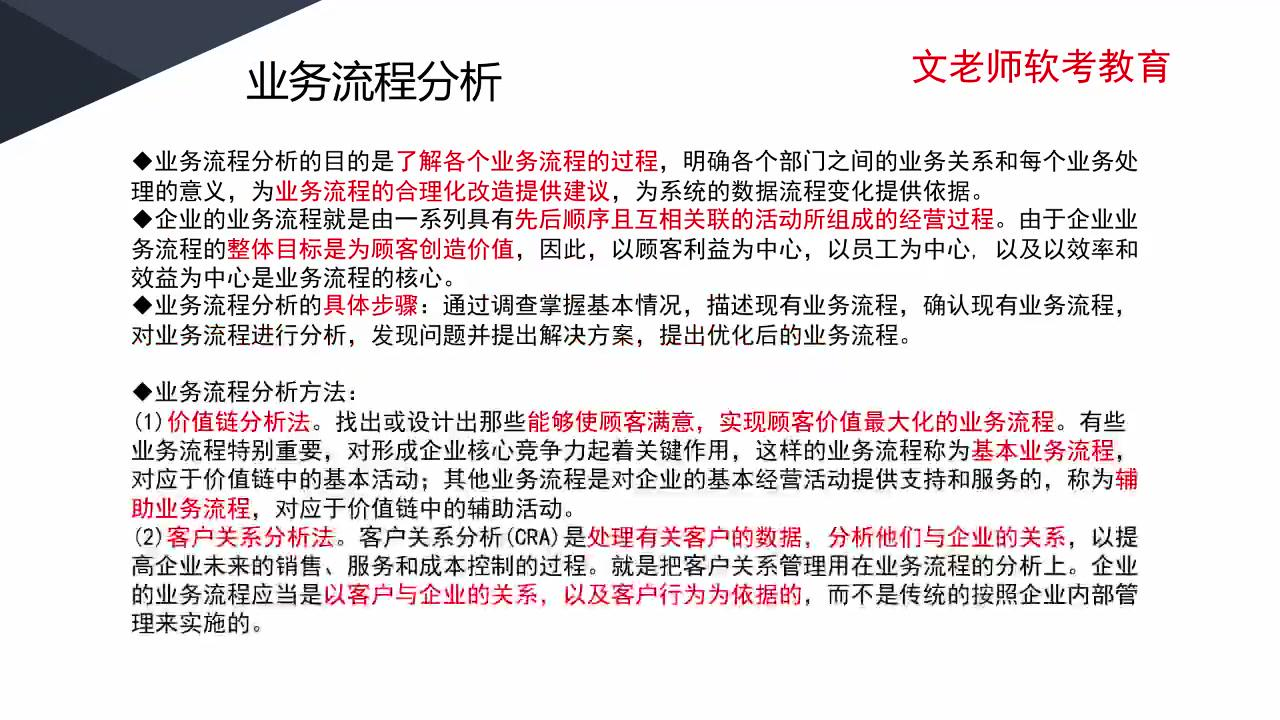 业务流程分析
文老师软考教育
◆业务流程分析的目的是了解各个业务流程的过程，明确各个部门之间的业务关系和每个业务处
理的意义，为业务流程的合理化改造提供建议，为系统的数据流程变化提供依据。
◆企业的业务流程就是由一系列具有先后顺序且互相关联的活动所组成的经营过程。由于企业业
务流程的整体目标是为顾客创造价值，因此，以顾客利益为中心，以员工为中心，以及以效率和
效益为中心是业务流程的核心。
◆业务流程分析的具体步骤：通过调查掌握基本情况，描述现有业务流程，确认现有业务流程，
对业务流程进行分析，发现问题并提出解决方案，提出优化后的业务流程。
◆业务流程分析方法：
(1)价值链分析法。找出或设计出那些能够使顾客满意，实现顾客价值最大化的业务流程。有些
业务流程特别重要，对形成企业核心竞争力起着关键作用，这样的业务流程称为基本业务流程，
对应于价值链中的基本活动；其他业务流程是对企业的基本经营活动提供支持和服务的，称为辅
助业务流程，对应于价值链中的辅助活动。
(2)客户关系分析法。客户关系分析(CRA)是处理有关客户的数据，分析他们与企业的关系，以提
高企业未来的销售、服务和成本控制的过程。就是把客户关系管理用在业务流程的分析上。企业
的业务流程应当是以客户与企业的关系，以及客户行为为依据的，而不是传统的按照企业内部管
理来实施的。